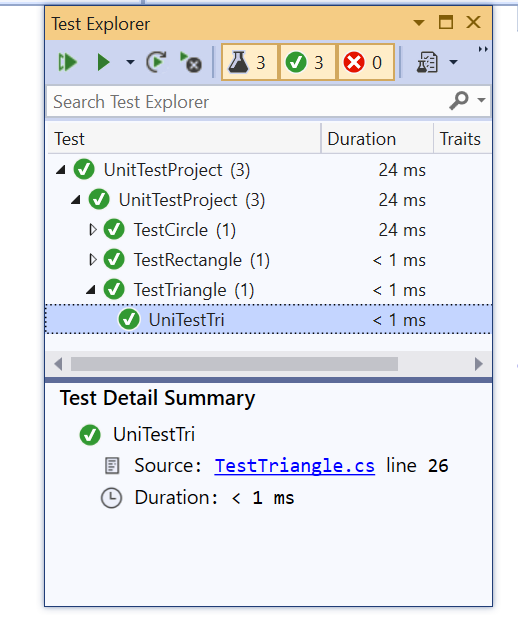 Test Explorer
3 3 0
Search Test Explorer
Test Duration Traits
UnitTestProject (3) 24 ms
UnitTestProject (3) 24 ms
TestCircle (1) 24 ms
TestRectangle (1) < 1 ms
TestTriangle (1) < 1 ms
UniTestTri < 1 ms
Test Detail Summary
UniTestTri
Source: TestTriangle.cs line 26
Duration: < 1 ms